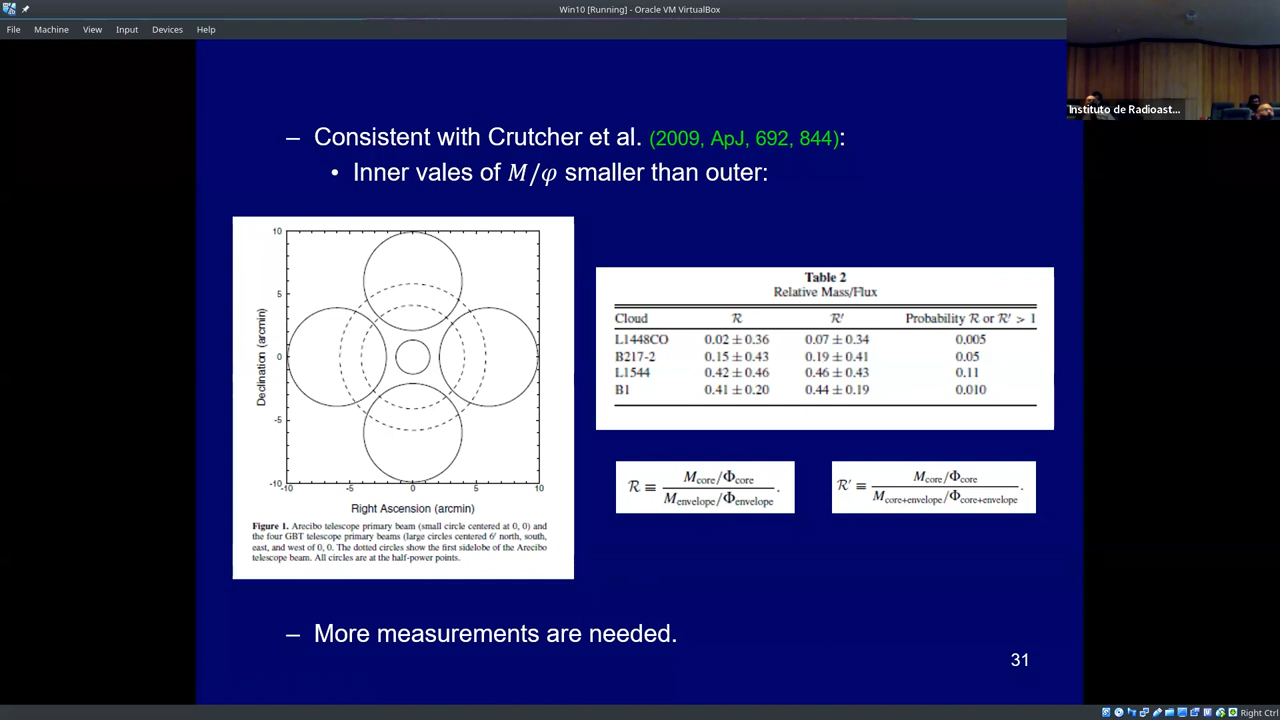 Win10 [Running] - Oracle VM VirtualBox
File Machine View Input Devices Help
Instituto de Radioast...
– Consistent with Crutcher et al. (2009, ApJ, 692, 844):
• Inner vales of M/φ smaller than outer:
10
5
0
-5
-10
-10 -5 0 5 10
Declination (arcmin)
Right Ascension (arcmin)
Figure 1. Arecibo telescope primary beam (small circle centered at 0, 0) and
the four GBT telescope primary beams (large circles centered 6′ north, south,
east, and west of 0, 0. The dotted circles show the first sidelobe of the Arecibo
telescope beam. All circles are at the half-power points.
Table 2
Relative Mass/Flux
Cloud R R′ Probability R or R′ > 1
L1448CO 0.02 ± 0.36 0.07 ± 0.34 0.005
B217-2 0.15 ± 0.43 0.19 ± 0.41 0.05
L1544 0.42 ± 0.46 0.46 ± 0.43 0.11
B1 0.41 ± 0.20 0.44 ± 0.19 0.010
R ≡ Mcore/Φcore
Menvelope/Φenvelope.
R′ ≡ Mcore/Φcore
Mcore+envelope/Φcore+envelope.
– More measurements are needed.
31
Right Ctrl